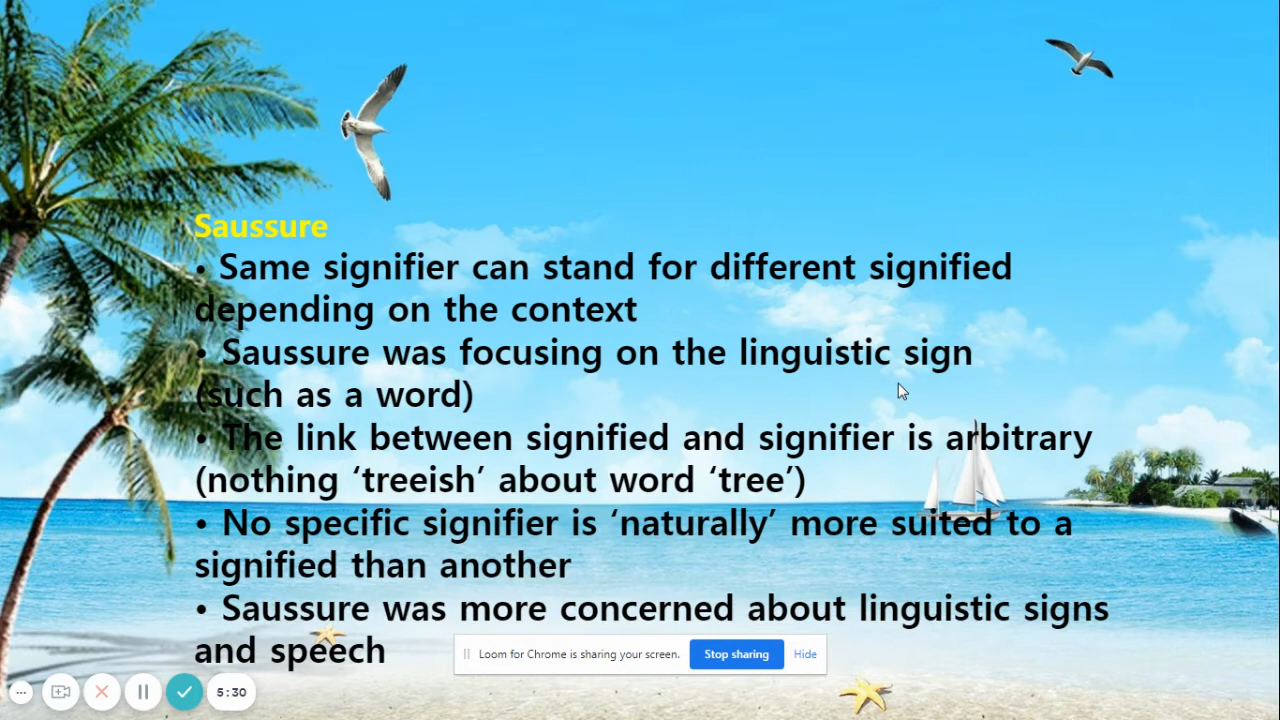 Saussure
• Same signifier can stand for different signified
depending on the context
• Saussure was focusing on the linguistic sign
(such as a word)
• The link between signified and signifier is arbitrary
(nothing ‘treeish’ about word ‘tree’)
• No specific signifier is ‘naturally’ more suited to a
signified than another
• Saussure was more concerned about linguistic signs
and speech
Loom for Chrome is sharing your screen. Stop sharing Hide
5:30